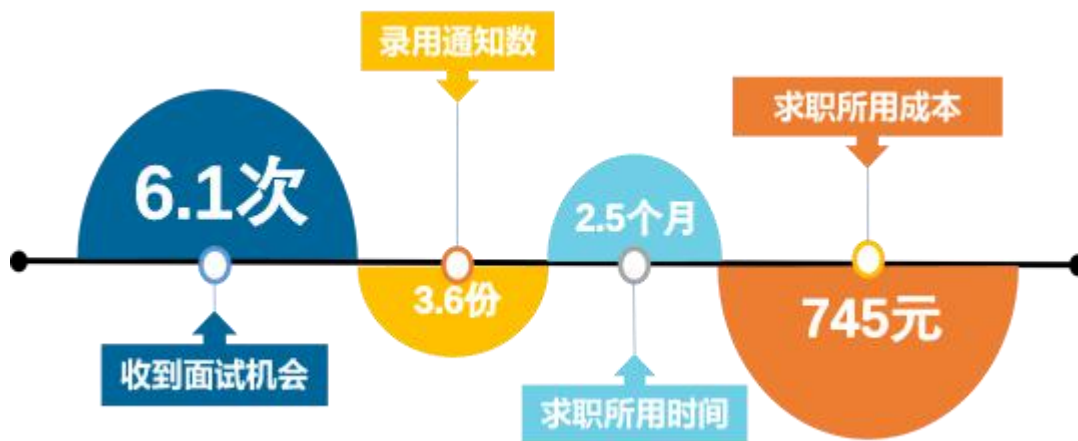 录用通知数
求职所用成本
6.1次
2.5个月
3.6份
745元
收到面试机会
求职所用时间